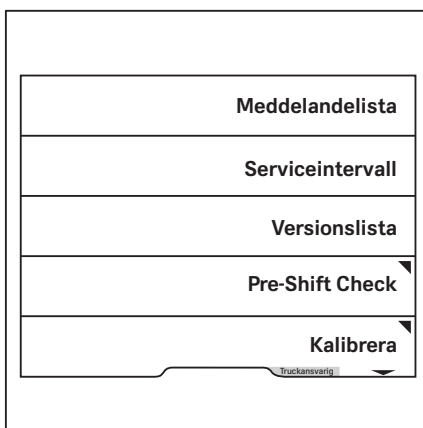 Meddelandelista
Serviceintervall
Versionslista
Pre-Shift Check
Kalibrera
Truckansvarig